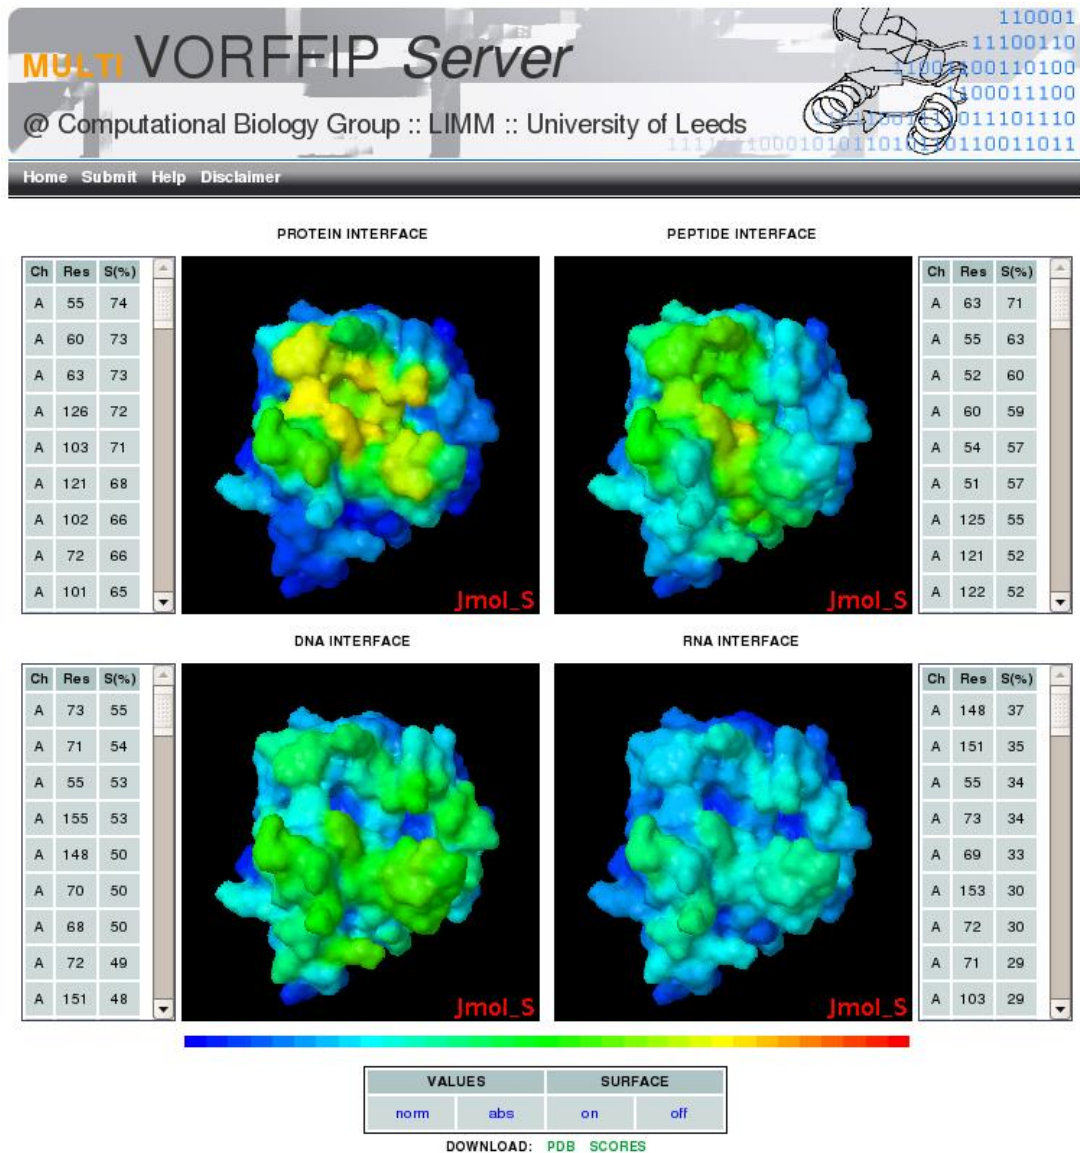 MULTI VORFFIP Server
@ Computational Biology Group :: LIMM :: University of Leeds
110001
11100110
100011100
Home Submit Help Disclaimer
PROTEIN INTERFACE
Ch Res S(%)
A 55 74
A 60 73
A 63 73
A 126 72
A 103 71
A 121 68
A 102 66
A 72 66
A 101 65
Jmol_S
PEPTIDE INTERFACE
Jmol_S
Ch Res S(%)
A 63 71
A 55 63
A 52 60
A 60 59
A 54 57
A 51 57
A 125 55
A 121 52
A 122 52
DNA INTERFACE
Ch Res S(%)
A 73 55
A 71 54
A 55 53
A 155 53
A 148 50
A 70 50
A 68 50
A 72 49
A 151 48
Jmol_S
RNA INTERFACE
Jmol_S
Ch Res S(%)
A 148 37
A 151 35
A 55 34
A 73 34
A 69 33
A 153 30
A 72 30
A 71 29
A 103 29
VALUES SURFACE
norm abs on off
DOWNLOAD: PDB SCORES